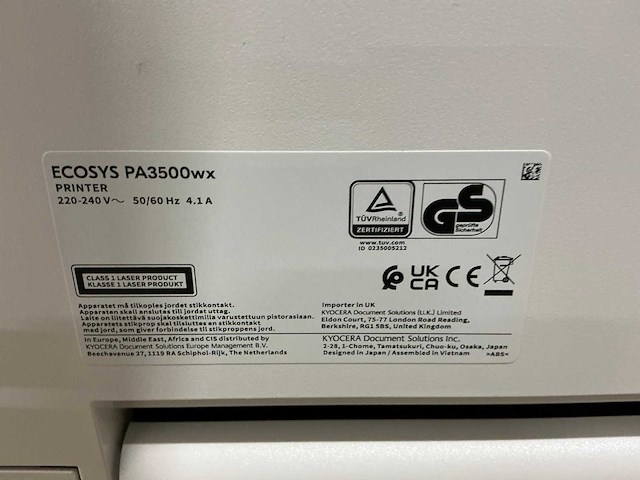 ECOSYS PA3500wx
PRINTER
220-240 V～ 50/60 Hz 4.1 A
TÜVRheinland
ZERTIFIZIERT
www.tuv.com
ID 0235005212
GS
geprüfte
Sicherheit
CLASS 1 LASER PRODUCT
KLASSE 1 LASER PRODUKT
UK
CA
CE
Apparatet må tilkoples jordet stikkontakt.
Apparaten skall anslutas till jordat uttag.
Laite on liitettävä suojakoskettimilla varustettuun pistorasiaan.
Apparatets stikprop skal tilsluttes en stikkontakt
med jord, som giver forbindelse til stikproppens jord.
Importer in UK
KYOCERA Document Solutions (U.K.) Limited
Eldon Court, 75-77 London Road Reading,
Berkshire, RG1 5BS, United Kingdom
In Europe, Middle East, Africa and CIS distributed by
KYOCERA Document Solutions Europe Management B.V.
Beechavenue 27, 1119 RA Schiphol-Rijk, The Netherlands
KYOCERA Document Solutions Inc.
2-28, 1-Chome, Tamatsukuri, Chuo-ku, Osaka, Japan
Designed in Japan / Assembled in Vietnam >ABS<